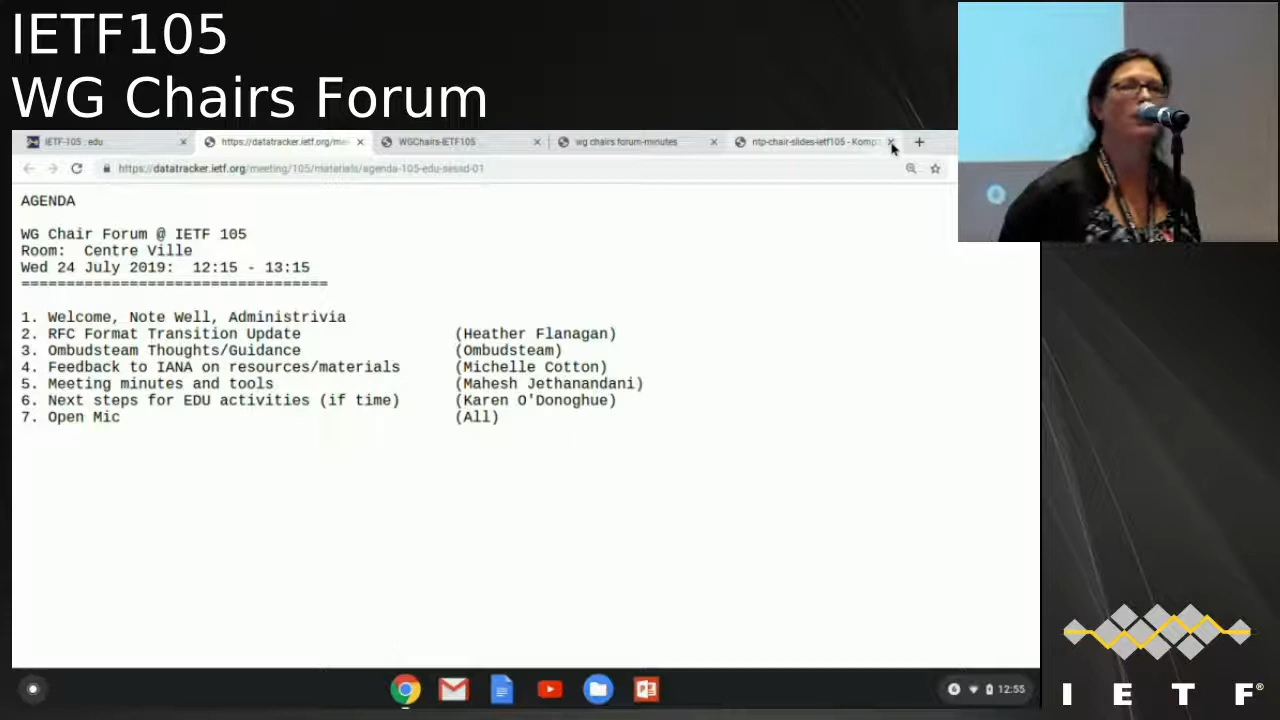 IETF105
WG Chairs Forum
IETF-105 : edu
https://datatracker.ietf.org/me
WGChairs-IETF105
wg chairs forum-minutes
ntp-chair-slides-ietf105 - Komp
https://datatracker.ietf.org/meeting/105/materials/agenda-105-edu-sessd-01
AGENDA
WG Chair Forum @ IETF 105
Room: Centre Ville
Wed 24 July 2019: 12:15 - 13:15
==================================
1. Welcome, Note Well, Administrivia
2. RFC Format Transition Update (Heather Flanagan)
3. Ombudsteam Thoughts/Guidance (Ombudsteam)
4. Feedback to IANA on resources/materials (Michelle Cotton)
5. Meeting minutes and tools (Mahesh Jethanandani)
6. Next steps for EDU activities (if time) (Karen O'Donoghue)
7. Open Mic (All)
12:55
I E T F®